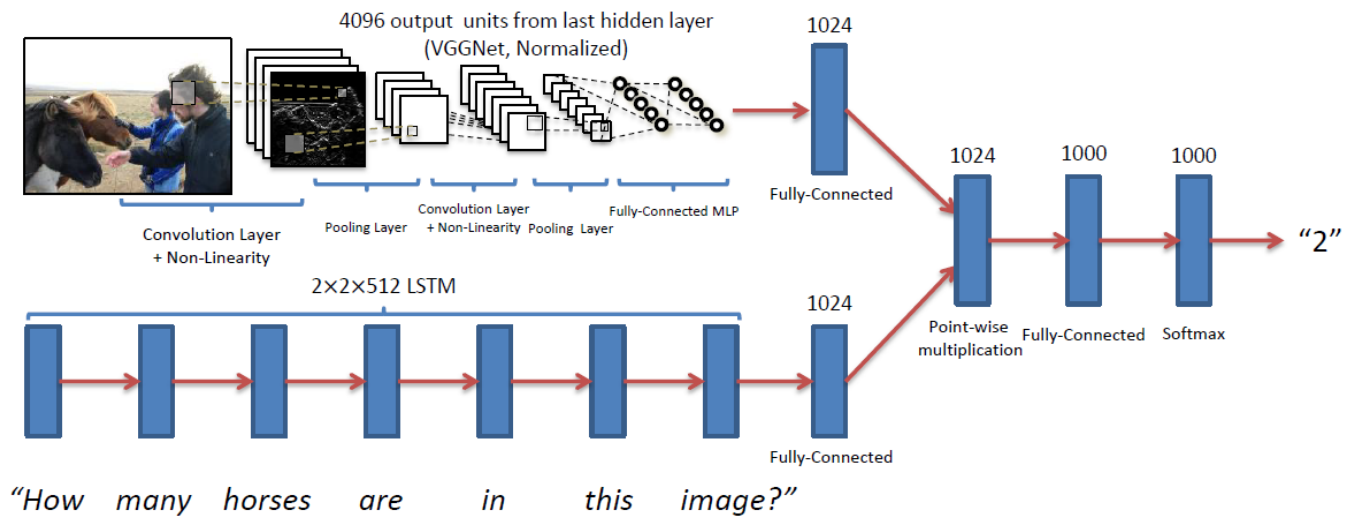 4096 output units from last hidden layer
(VGGNet, Normalized)
1024
Convolution Layer
+ Non-Linearity
Pooling Layer
Convolution Layer
+ Non-Linearity
Pooling Layer
Fully-Connected MLP
Fully-Connected
1024
1000
1000
"2"
2×2×512 LSTM
1024
Point-wise
multiplication
Fully-Connected
Softmax
Fully-Connected
"How many horses are in this image?"